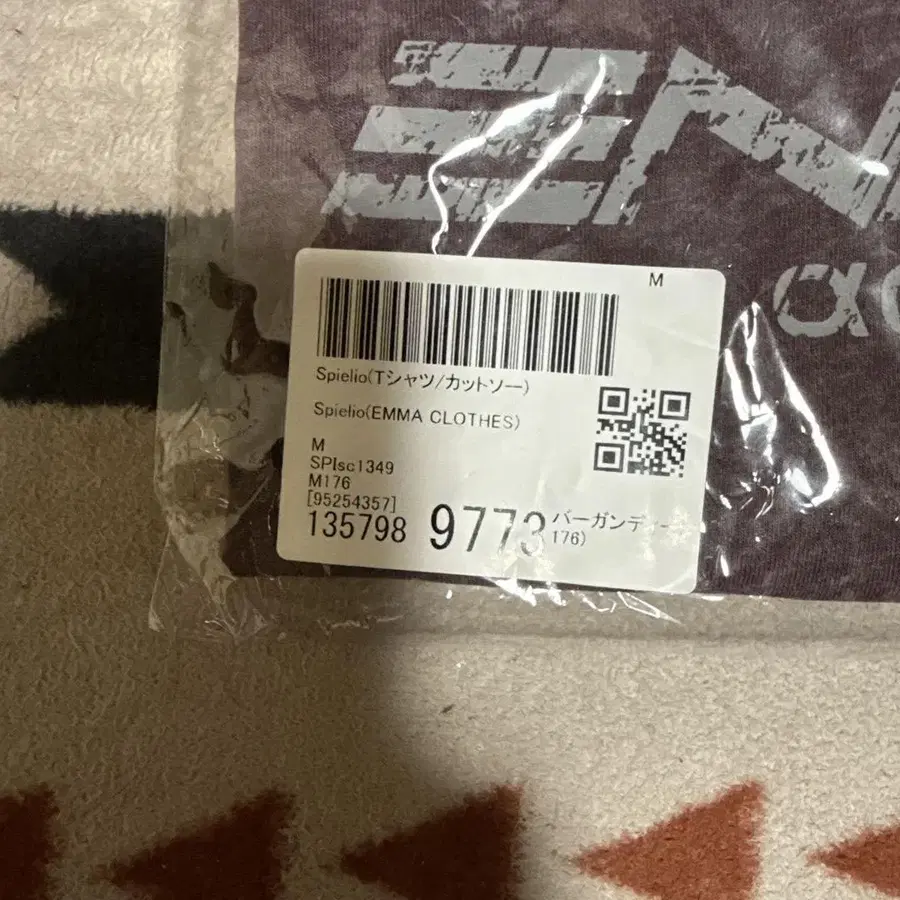 M
Spielio(Tシャツ/カットソー)
Spielio(EMMA CLOTHES)
M
SPIsc1349
M176
[95254357]
135798 9773 バーガンディー
176)